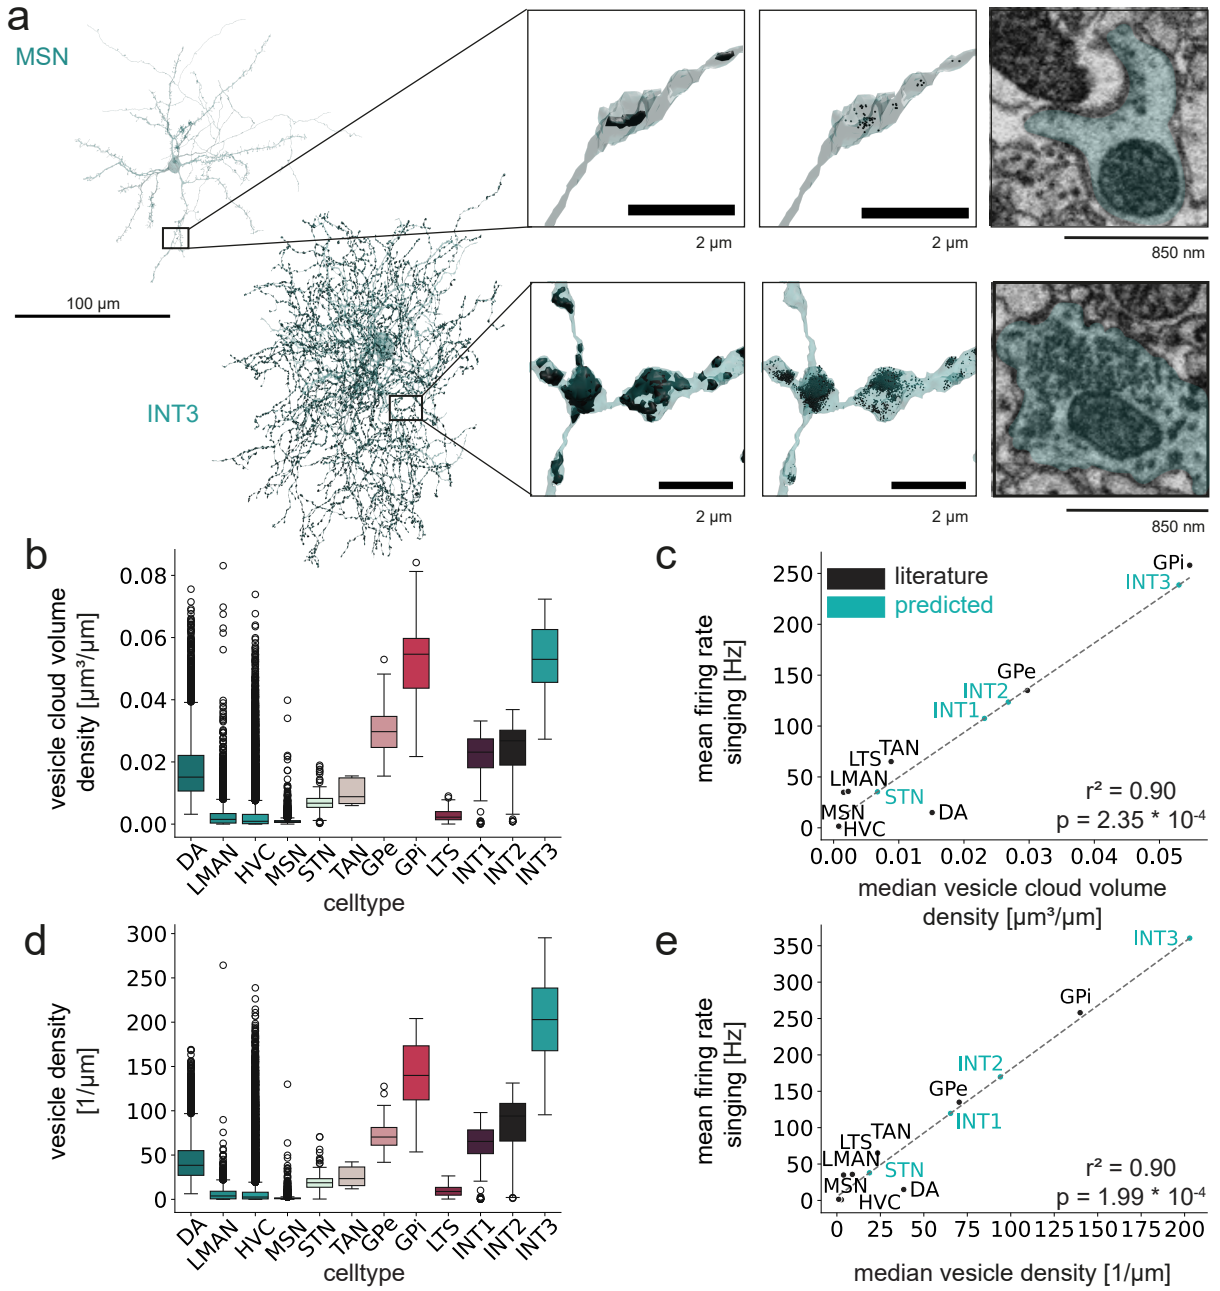 a
MSN
2 µm
2 µm
850 nm
100 µm
INT3
2 µm
2 µm
850 nm
b
vesicle cloud volume
density [µm³/µm]
0.08
0.06
0.04
0.02
0.00
DA
LMAN
HVC
MSN
STN
TAN
GPe
GPi
LTS
INT1
INT2
INT3
celltype
c
mean firing rate
singing [Hz]
250
200
150
100
50
0
literature
predicted
GPi
INT3
GPe
INT2
INT1
TAN
LTS
LMAN
STN
MSN
HVC
DA
r² = 0.90
p = 2.35 * 10⁻⁴
0.00 0.01 0.02 0.03 0.04 0.05
median vesicle cloud volume
density [µm³/µm]
d
vesicle density
[1/µm]
300
250
200
150
100
50
0
DA
LMAN
HVC
MSN
STN
TAN
GPe
GPi
LTS
INT1
INT2
INT3
celltype
e
mean firing rate
singing [Hz]
350
300
250
200
150
100
50
0
INT3
GPi
INT2
GPe
INT1
TAN
LTS
LMAN
STN
MSN
HVC
DA
r² = 0.90
p = 1.99 * 10⁻⁴
0 25 50 75 100 125 150 175 200
median vesicle density [1/µm]